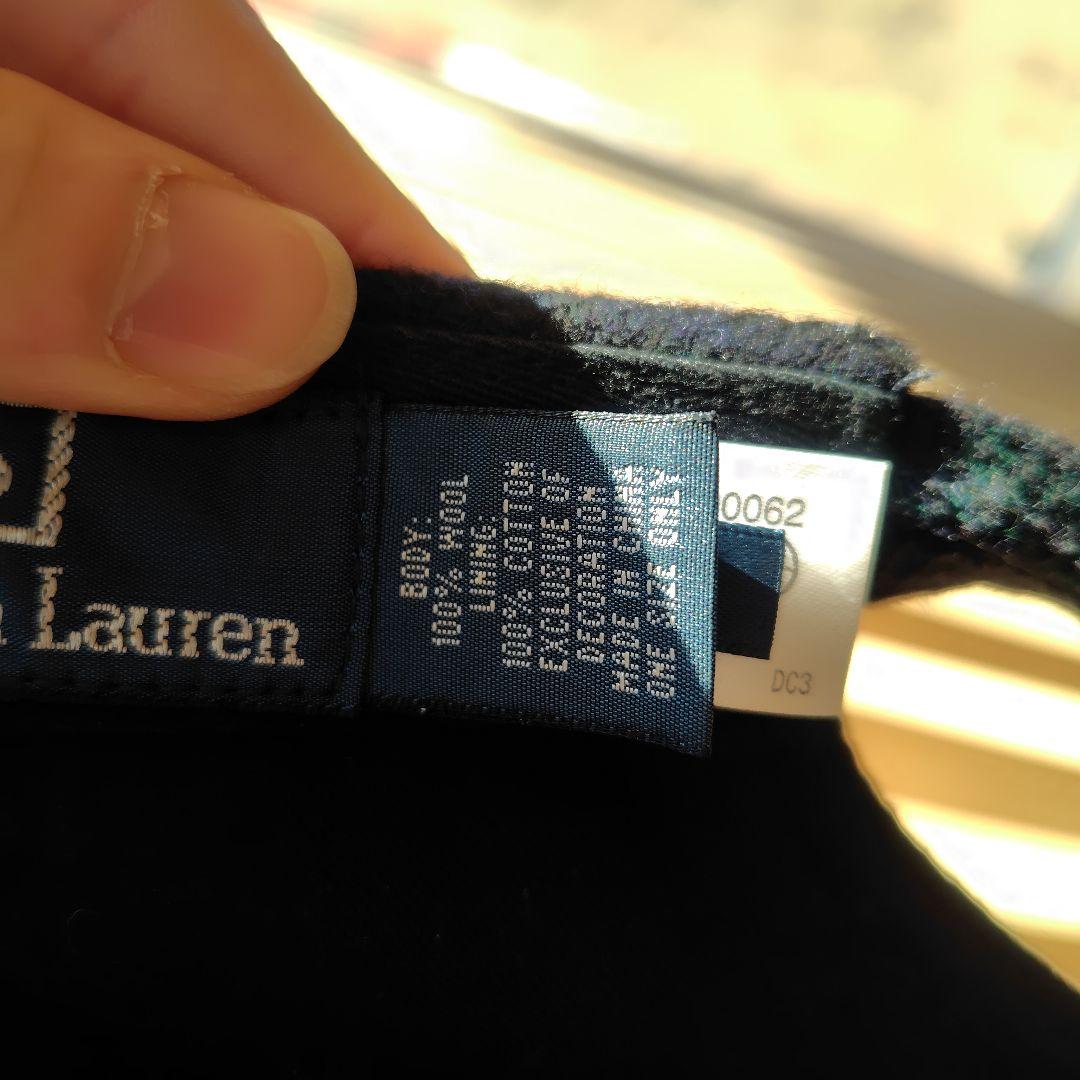 Lauren
BODY:
100% WOOL
LINING:
100% COTTON
EXCLUSIVE OF
DECORATION
MADE IN CHINA
ONE SIZE ONLY
0062
DC3